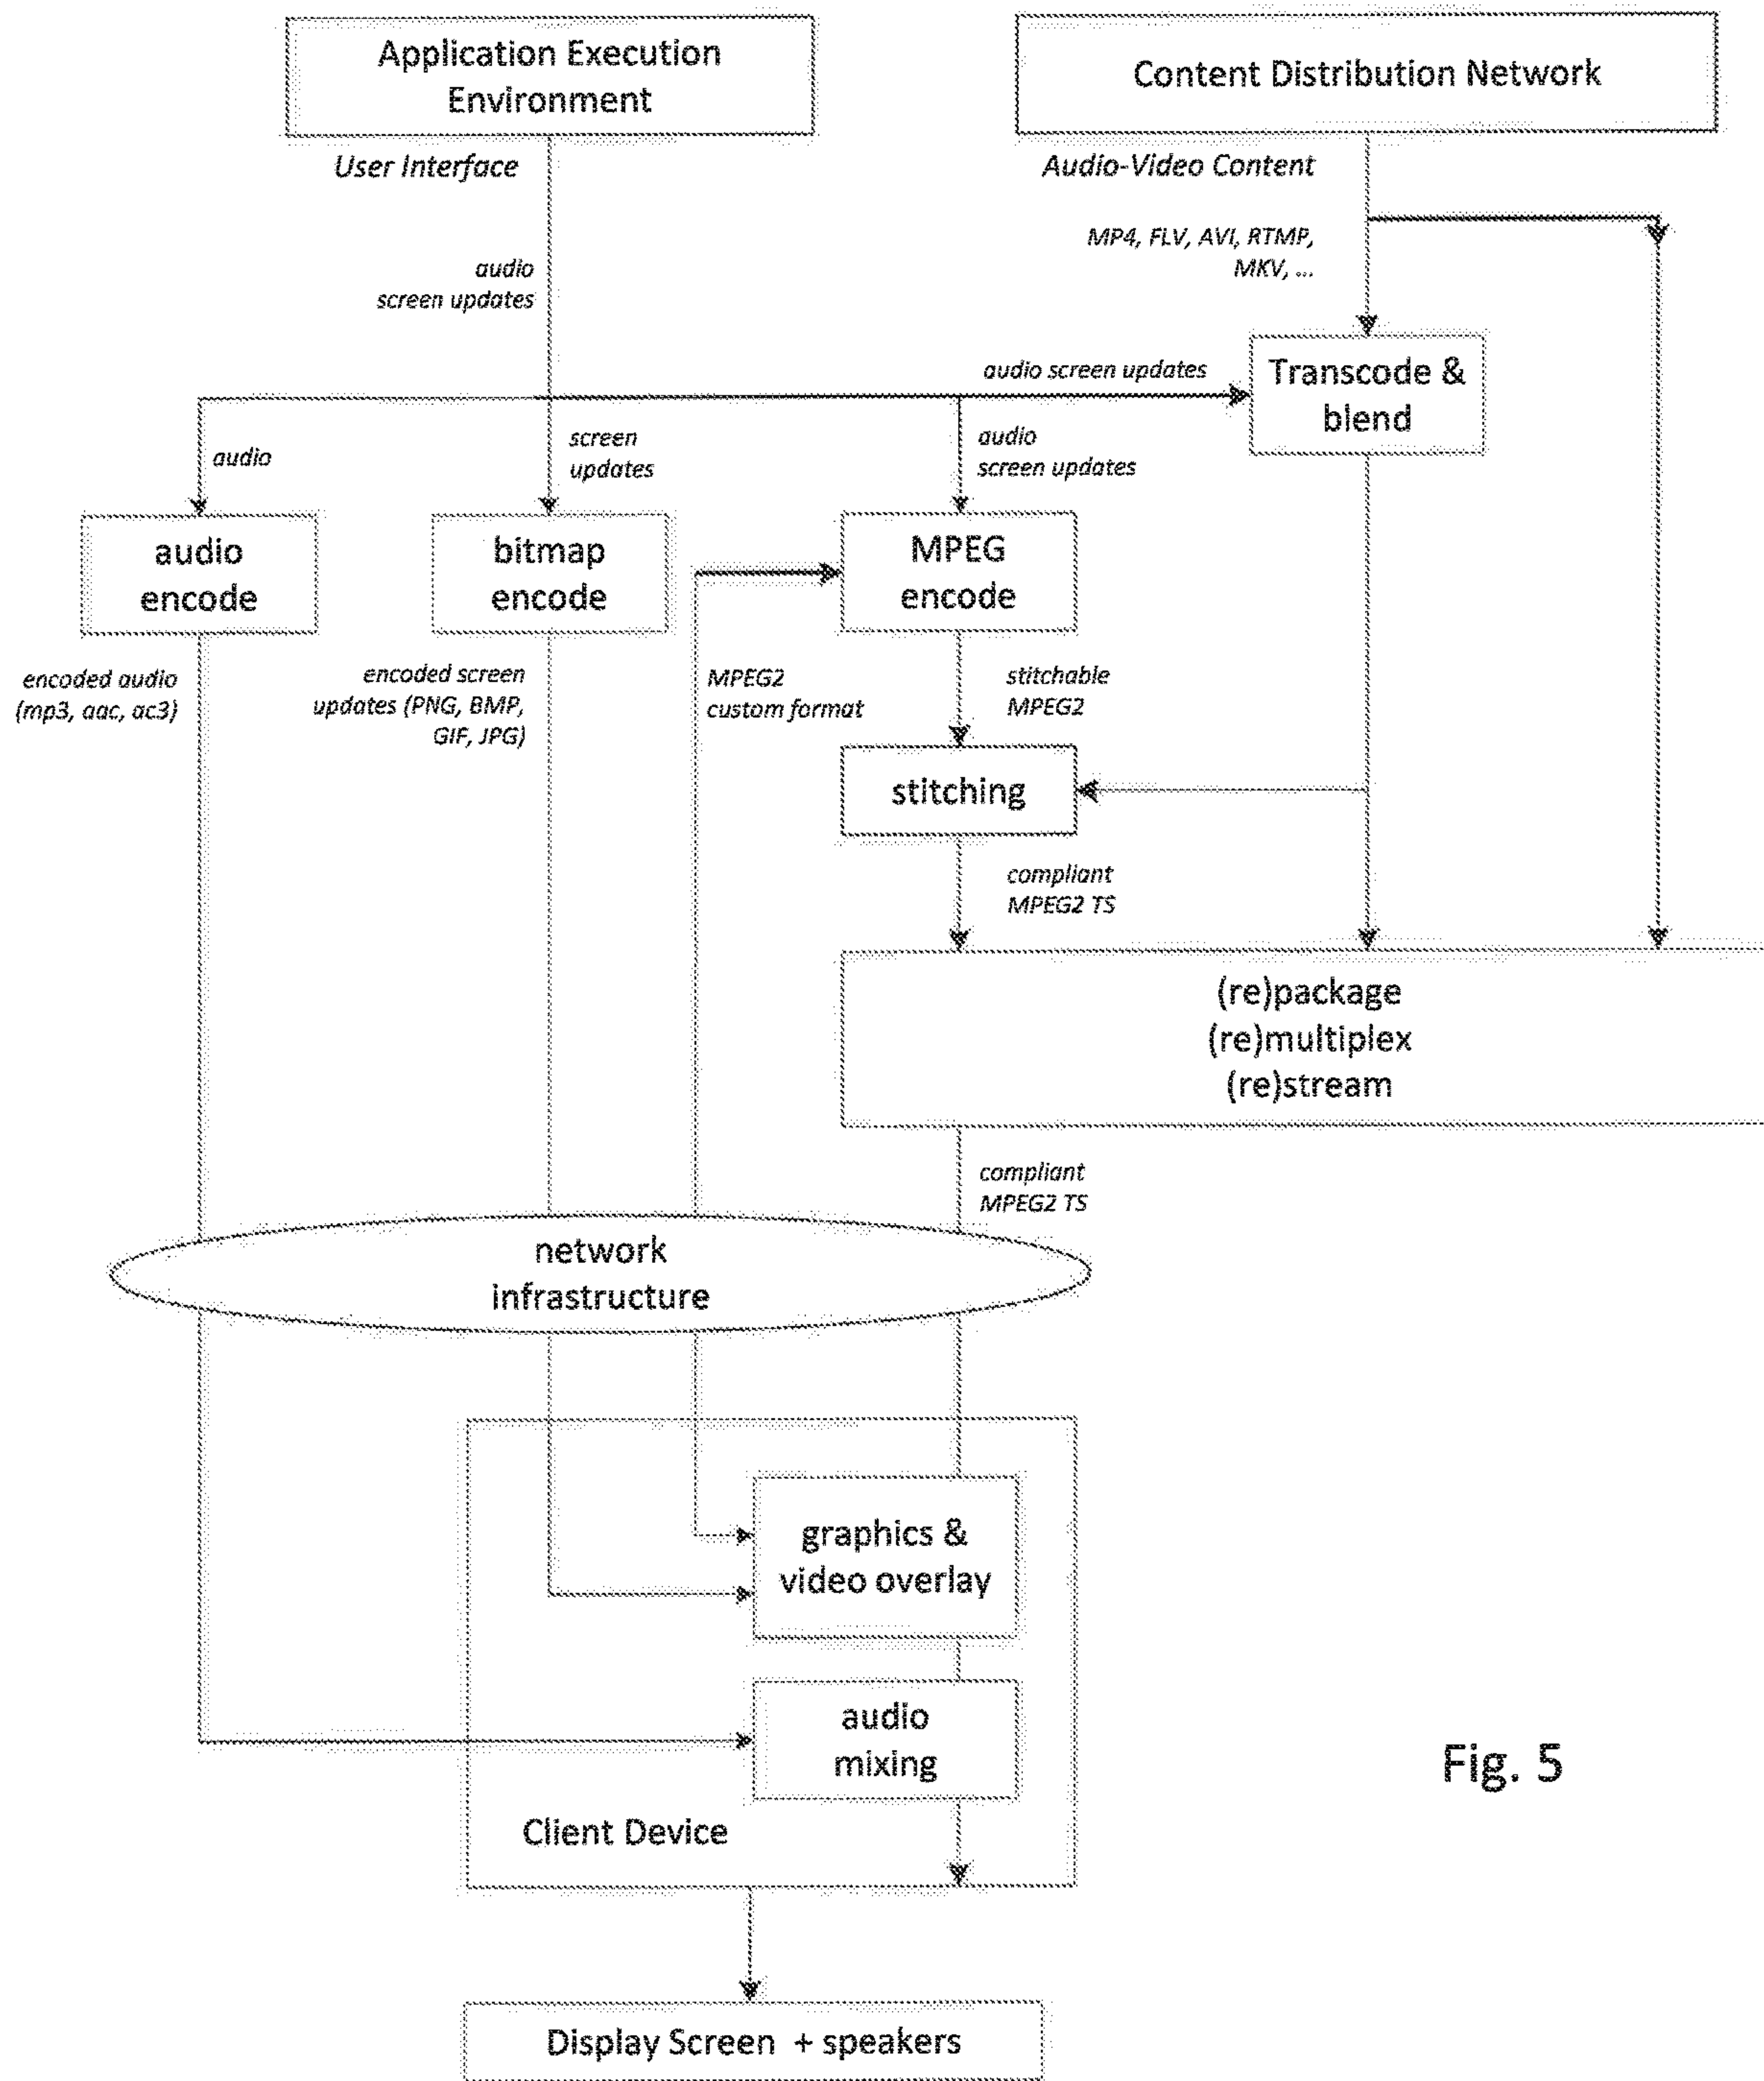 Application Execution
Environment
Content Distribution Network
User Interface
Audio-Video Content
MP4, FLV, AVI, RTMP,
MKV, ...
audio
screen updates
audio screen updates
Transcode &
blend
audio
screen
updates
audio
screen updates
audio
encode
bitmap
encode
MPEG
encode
encoded audio
(mp3, aac, ac3)
encoded screen
updates (PNG, BMP,
GIF, JPG)
MPEG2
custom format
stitchable
MPEG2
stitching
compliant
MPEG2 TS
(re)package
(re)multiplex
(re)stream
compliant
MPEG2 TS
network
infrastructure
graphics &
video overlay
audio
mixing
Client Device
Fig. 5
Display Screen + speakers